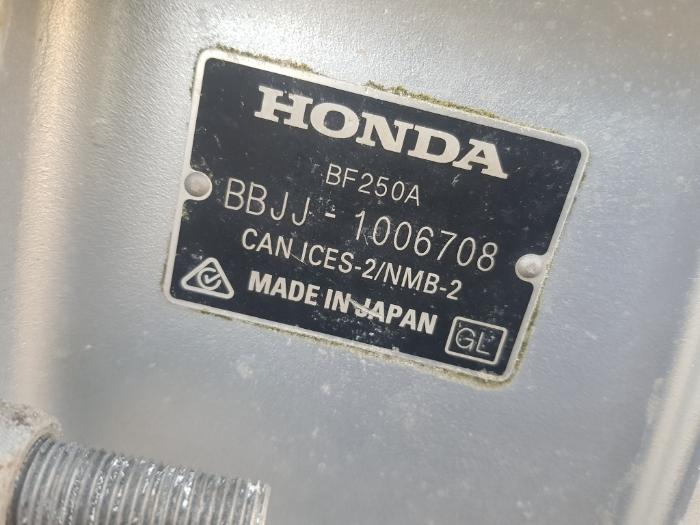 HONDA
BF250A
BBJJ-1006708
CAN ICES-2/NMB-2
MADE IN JAPAN
GL